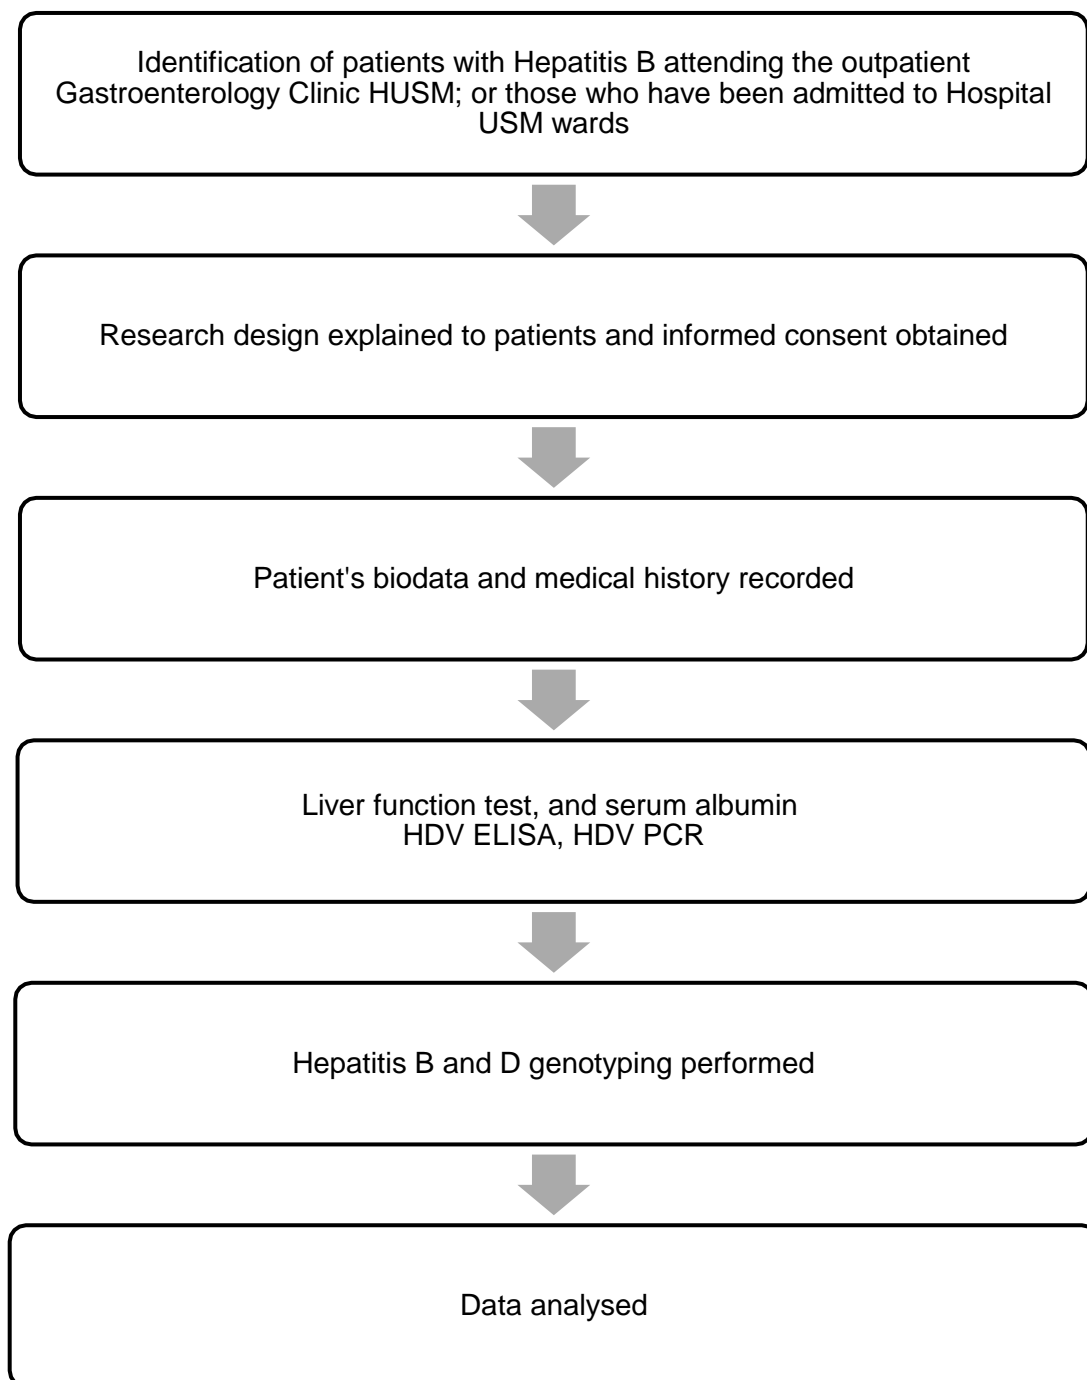 Identification of patients with Hepatitis B attending the outpatient
Gastroenterology Clinic HUSM; or those who have been admitted to Hospital
USM wards
Research design explained to patients and informed consent obtained
Patient's biodata and medical history recorded
Liver function test, and serum albumin
HDV ELISA, HDV PCR
Hepatitis B and D genotyping performed
Data analysed